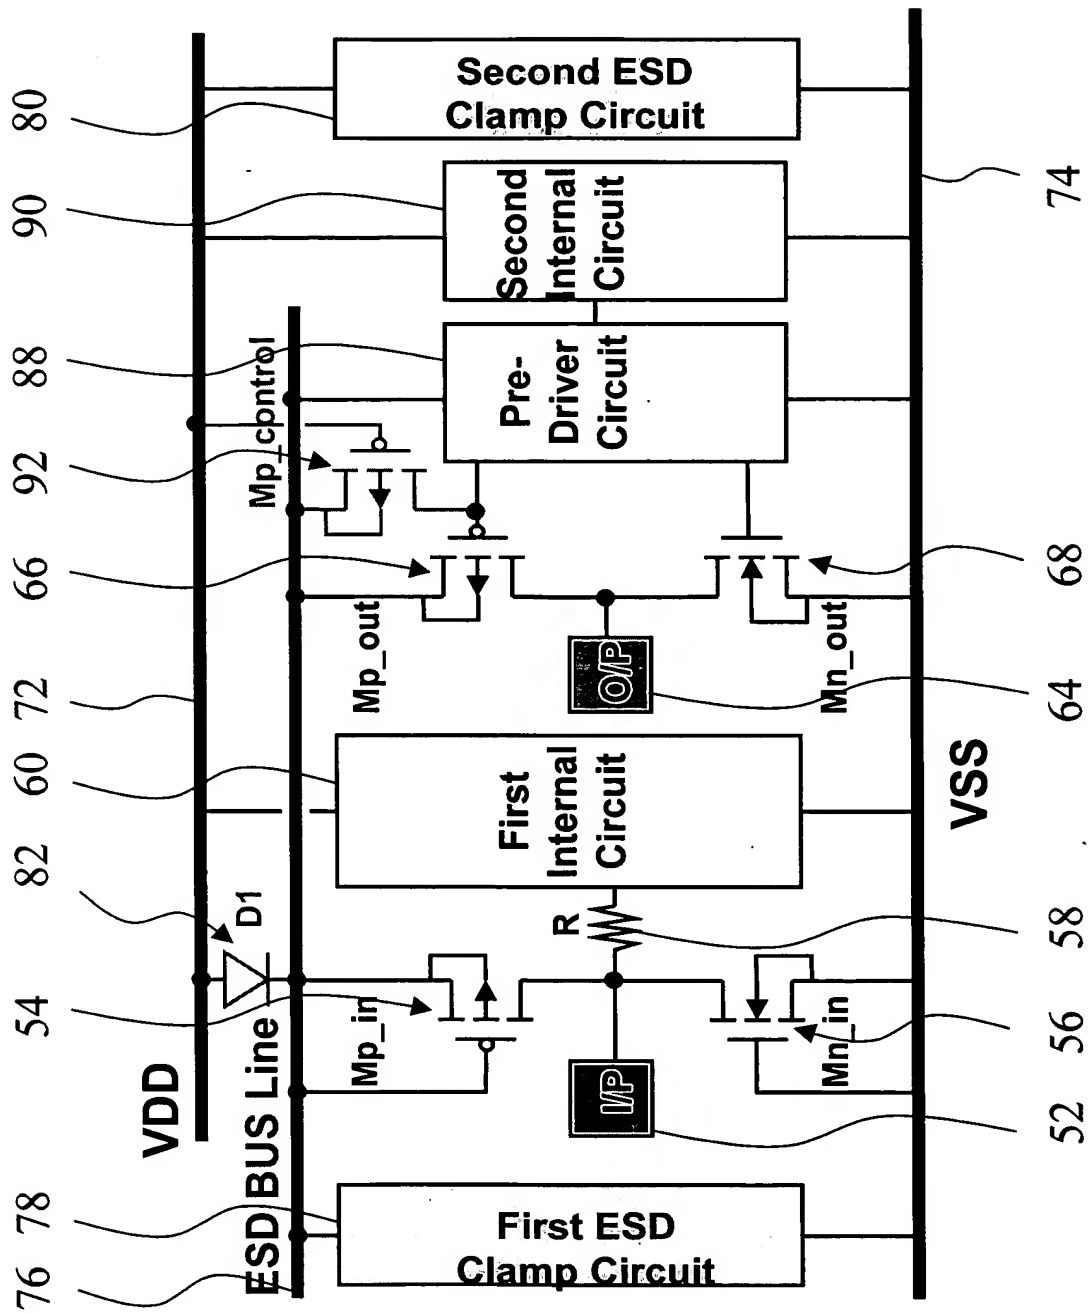 Second ESD
Clamp Circuit
80
Second
Internal
Circuit
90
74
Pre-
Driver
Circuit
88
Mp_control
92
66
Mp_out
68
Mn_out
O/P
64
72
First
Internal
Circuit
60
VSS
82
D1
R
58
54
Mp_in
56
Mn_in
VDD
ESD BUS Line
I/P
52
78
First ESD
Clamp Circuit
76